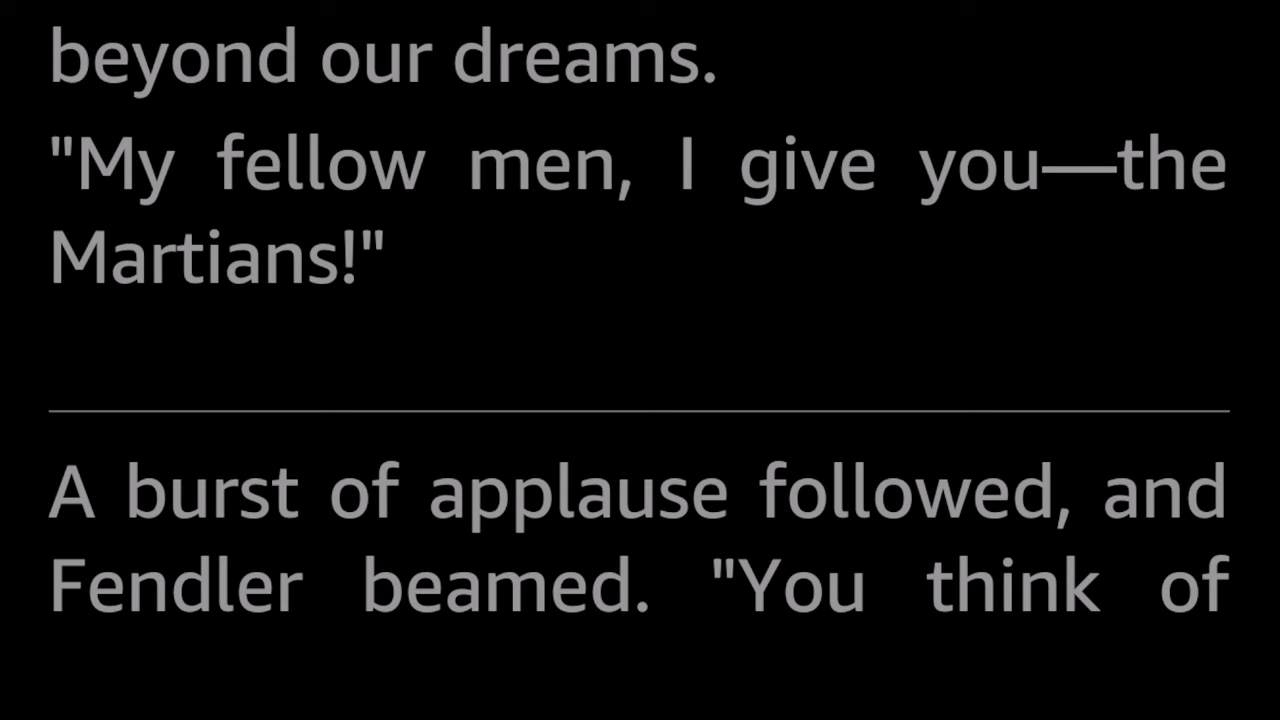 beyond our dreams.
"My fellow men, I give you—the
Martians!"
A burst of applause followed, and
Fendler beamed. "You think of